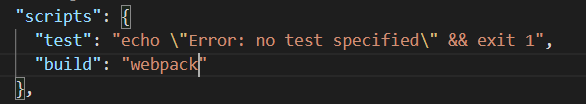 "scripts": {
"test": "echo \"Error: no test specified\" && exit 1",
"build": "webpack"
},